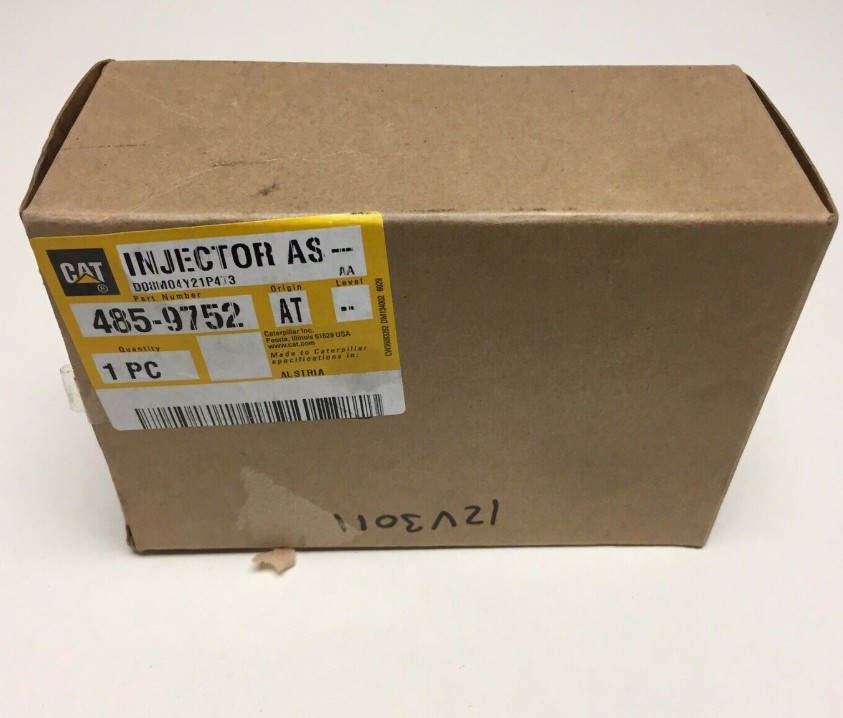 CAT
®
INJECTOR AS --
AA
D08M04Y21P4T3
Part Number
485-9752
Origin
AT
Level
--
Caterpillar Inc.
Peoria, Illinois 61629 USA
www.cat.com
Quantity
1 PC
Made to Caterpillar
specifications in:
AUSTRIA
12V3011